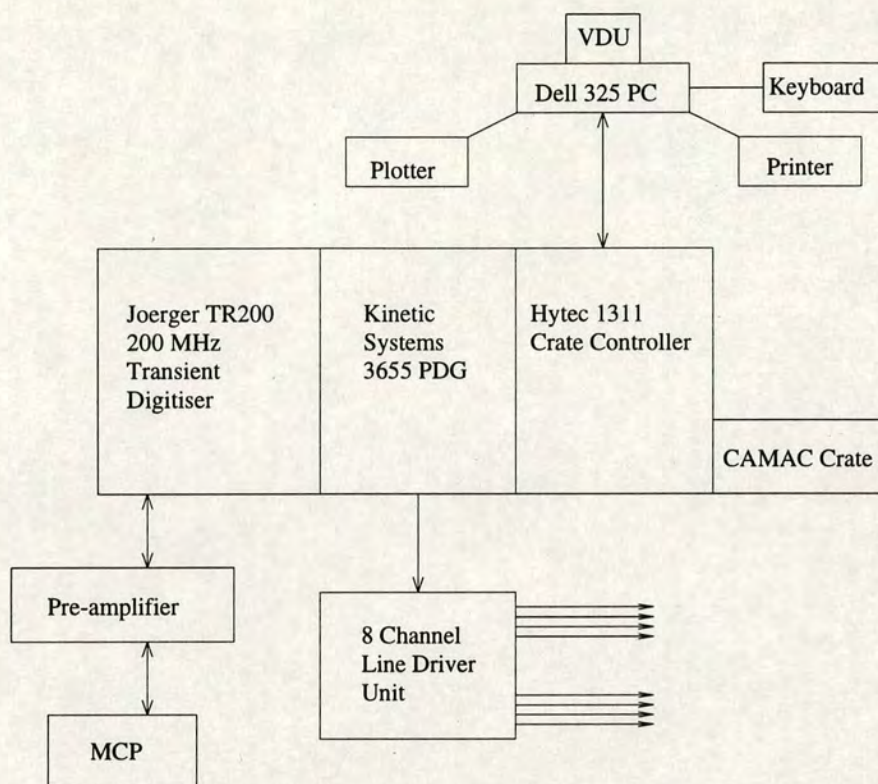 VDU
Dell 325 PC
Keyboard
Plotter
Printer
Joerger TR200
200 MHz
Transient
Digitiser
Kinetic
Systems
3655 PDG
Hytec 1311
Crate Controller
CAMAC Crate
Pre-amplifier
8 Channel
Line Driver
Unit
MCP